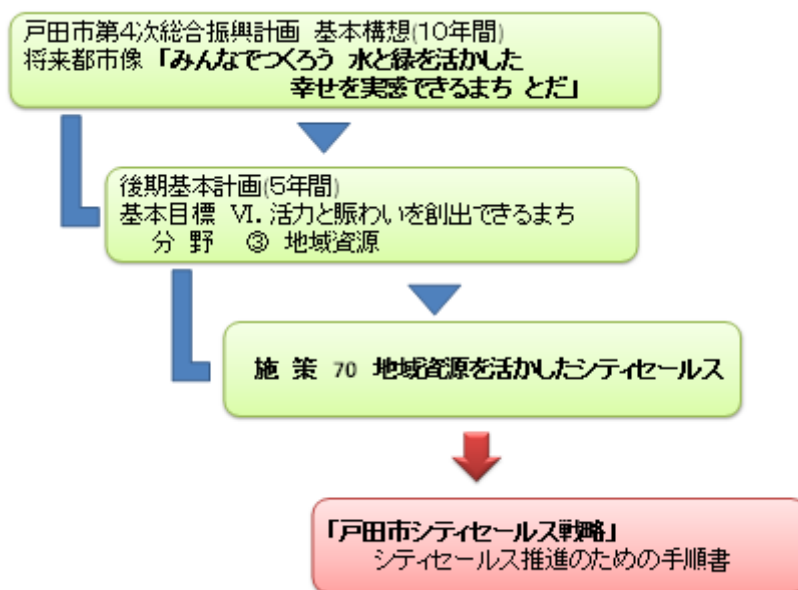 戸田市第4次総合振興計画 基本構想(10年間)
将来都市像「みんなでつくろう 水と緑を活かした
幸せを実感できるまち とだ」
後期基本計画(5年間)
基本目標 Ⅵ. 活力と賑わいを創出できるまち
分 野 ③ 地域資源
施 策 70 地域資源を活かしたシティセールス
「戸田市シティセールス戦略」
シティセールス推進のための手順書